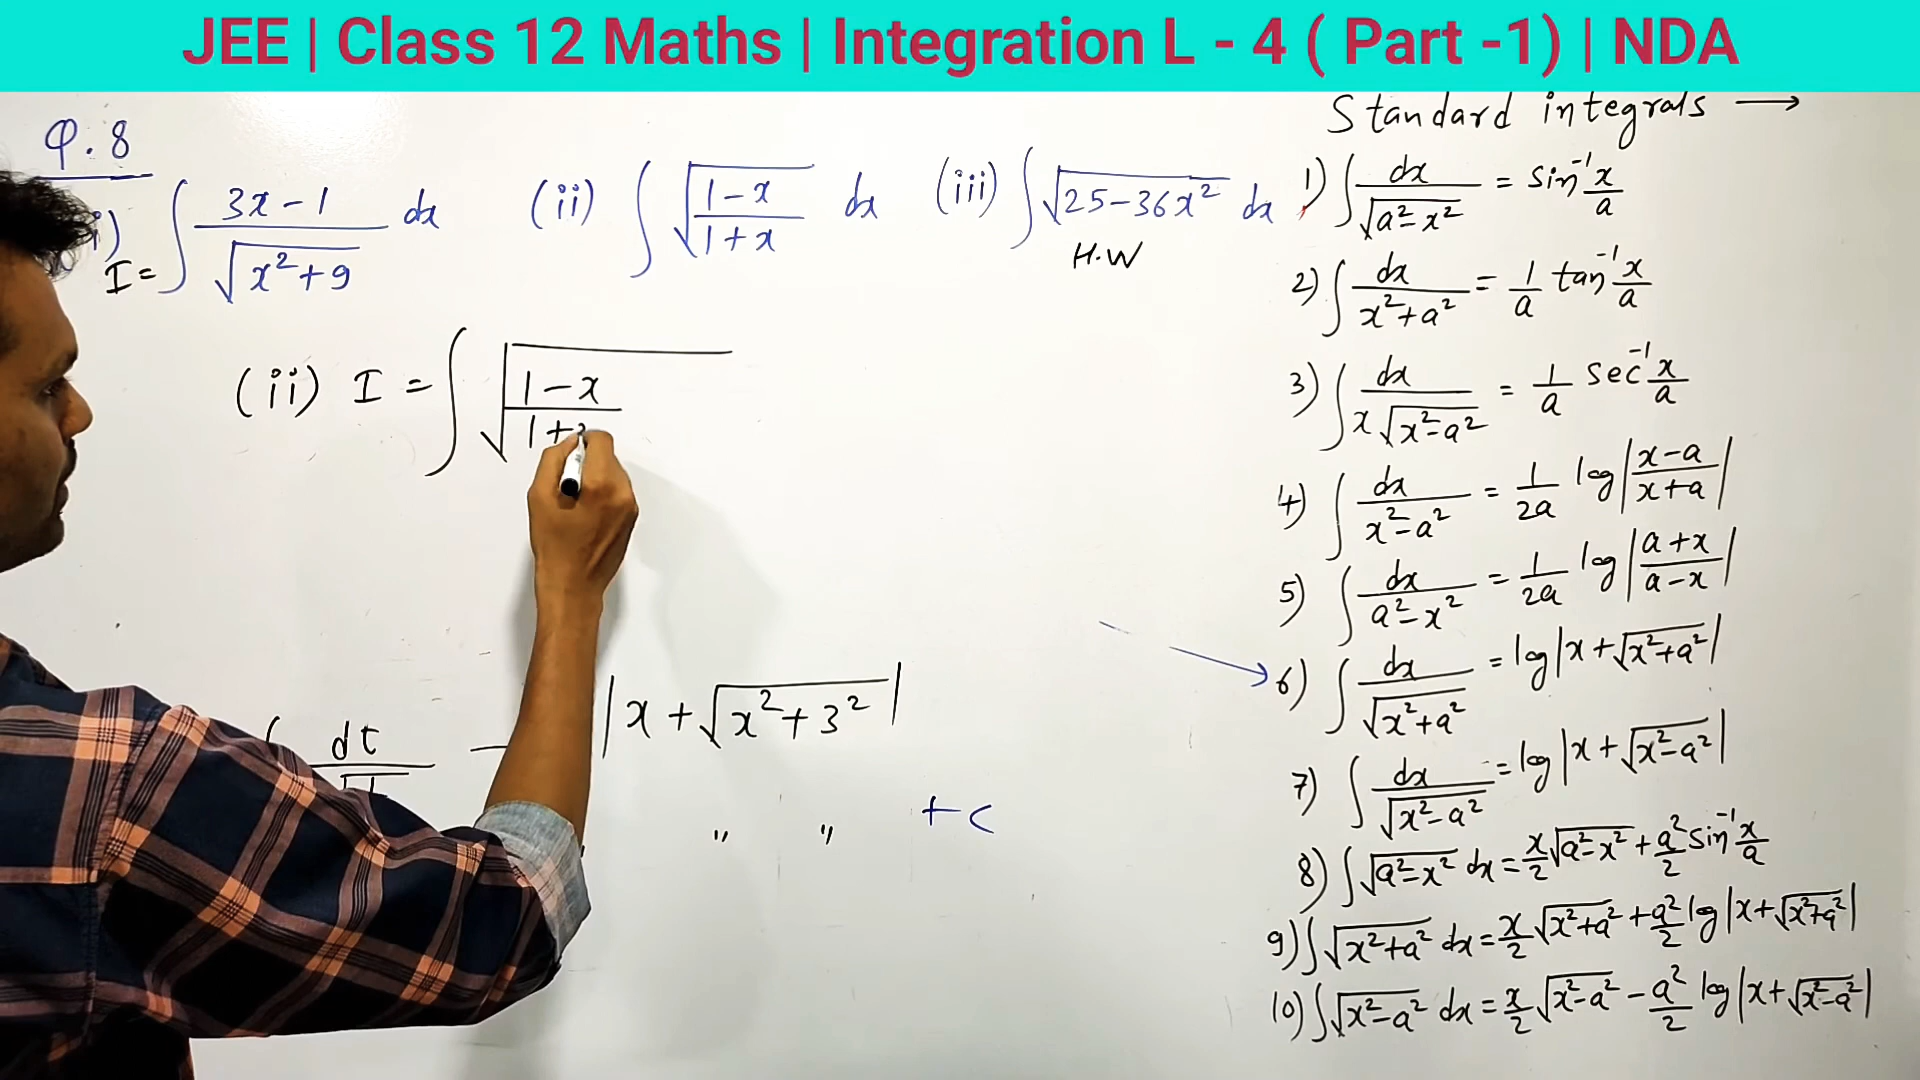 JEE | Class 12 Maths | Integration L - 4 ( Part -1) | NDA
Q.8
i) I = ∫ (3x-1)/√(x²+9) dx (ii) ∫ √((1-x)/(1+x)) dx (iii) ∫ √(25-36x²) dx
H.W
(ii) I = ∫ √((1-x)/(1+
dt
|x + √(x²+3²)|
" " + c
Standard integrals →
1) ∫ dx/√(a²-x²) = sin⁻¹ x/a
2) ∫ dx/(x²+a²) = 1/a tan⁻¹ x/a
3) ∫ dx/(x√(x²-a²)) = 1/a sec⁻¹ x/a
4) ∫ dx/(x²-a²) = 1/2a log|(x-a)/(x+a)|
5) ∫ dx/(a²-x²) = 1/2a log|(a+x)/(a-x)|
6) ∫ dx/√(x²+a²) = log|x+√(x²+a²)|
7) ∫ dx/√(x²-a²) = log|x+√(x²-a²)|
8) ∫√(a²-x²) dx = x/2 √(a²-x²) + a²/2 sin⁻¹ x/a
9) ∫√(x²+a²) dx = x/2 √(x²+a²) + a²/2 log|x+√(x²+a²)|
10) ∫√(x²-a²) dx = x/2 √(x²-a²) - a²/2 log|x+√(x²-a²)|